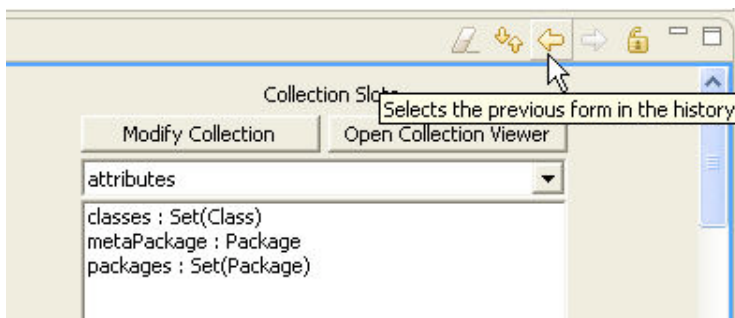 Collection Slots
Selects the previous form in the history
Modify Collection
Open Collection Viewer
attributes
classes : Set(Class)
metaPackage : Package
packages : Set(Package)